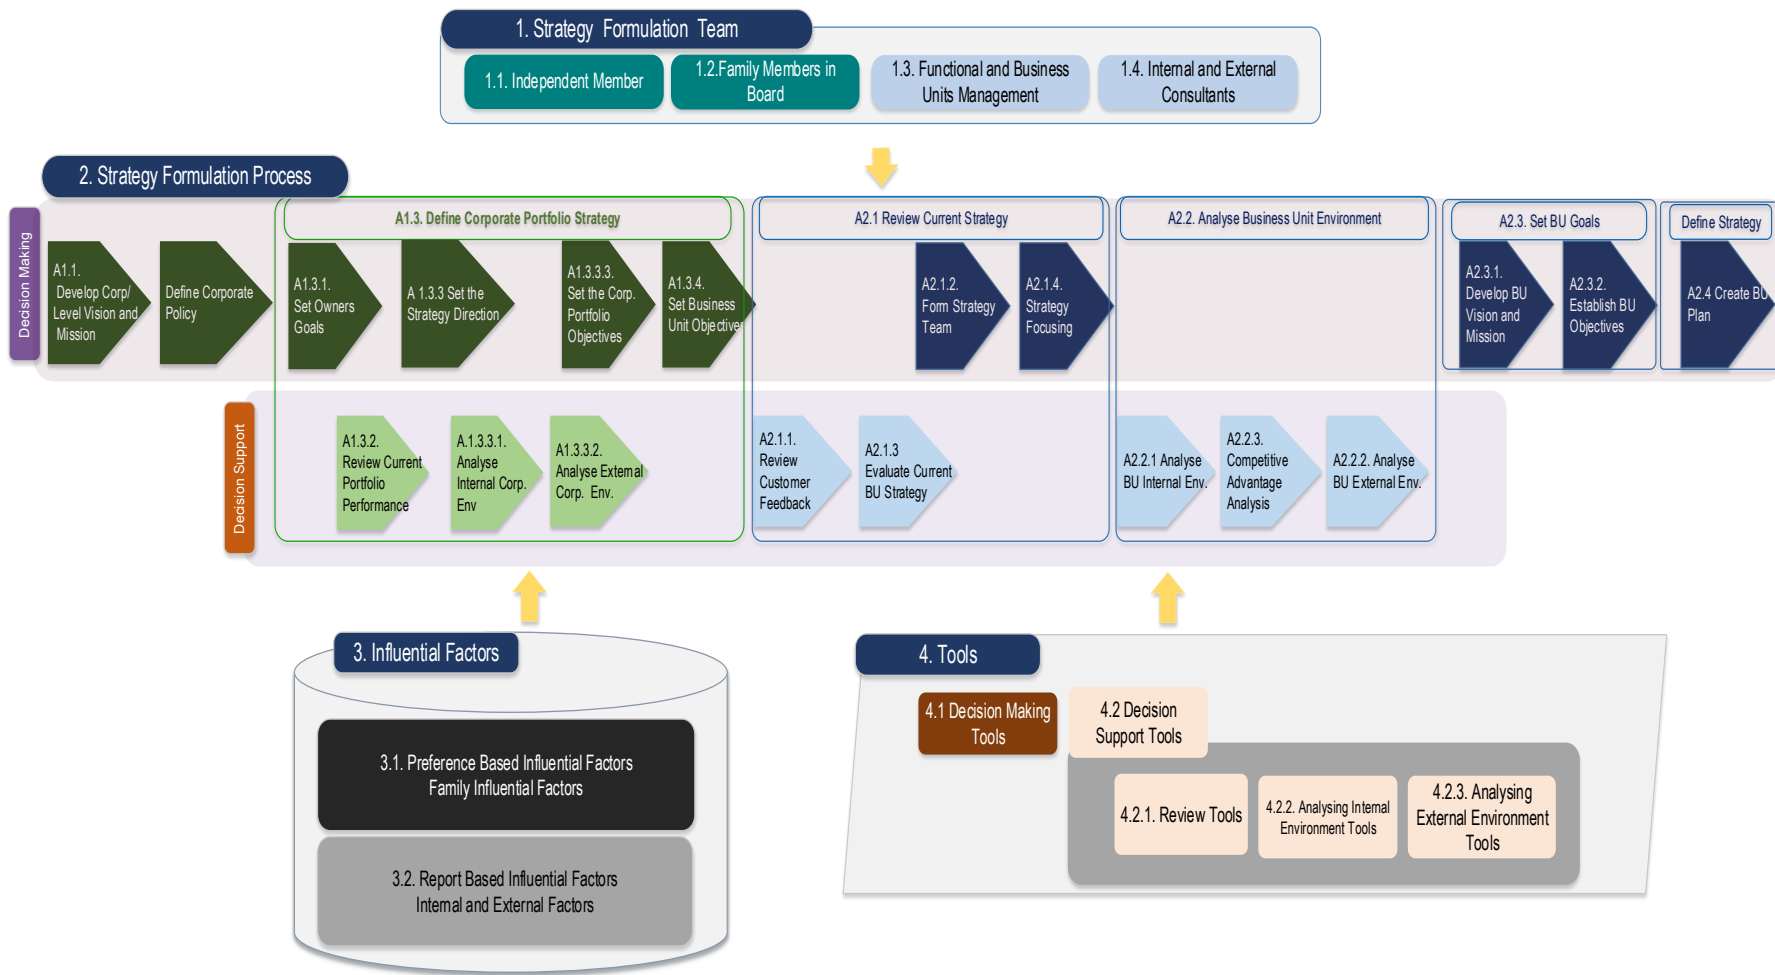 1. Strategy Formulation Team
1.1. Independent Member
1.2.Family Members in
Board
1.3. Functional and Business
Units Management
1.4. Internal and External
Consultants
2. Strategy Formulation Process
Decision Making
A1.3. Define Corporate Portfolio Strategy
A2.1 Review Current Strategy
A2.2. Analyse Business Unit Environment
A2.3. Set BU Goals
Define Strategy
A1.1.
Develop Corp/
Level Vision and
Mission
Define Corporate
Policy
A1.3.1.
Set Owners
Goals
A 1.3.3 Set the
Strategy Direction
A1.3.3.3.
Set the Corp.
Portfolio
Objectives
A1.3.4.
Set Business
Unit Objectives
A2.1.2.
Form Strategy
Team
A2.1.4.
Strategy
Focusing
A2.3.1.
Develop BU
Vision and
Mission
A2.3.2.
Establish BU
Objectives
A2.4 Create BU
Plan
Decision Support
A1.3.2.
Review Current
Portfolio
Performance
A.1.3.3.1.
Analyse
Internal Corp.
Env
A1.3.3.2.
Analyse External
Corp. Env.
A2.1.1.
Review
Customer
Feedback
A2.1.3
Evaluate Current
BU Strategy
A2.2.1 Analyse
BU Internal Env.
A2.2.3.
Competitive
Advantage
Analysis
A2.2.2. Analyse
BU External Env.
3. Influential Factors
3.1. Preference Based Influential Factors
Family Influential Factors
3.2. Report Based Influential Factors
Internal and External Factors
4. Tools
4.1 Decision Making
Tools
4.2 Decision
Support Tools
4.2.1. Review Tools
4.2.2. Analysing Internal
Environment Tools
4.2.3. Analysing
External Environment
Tools